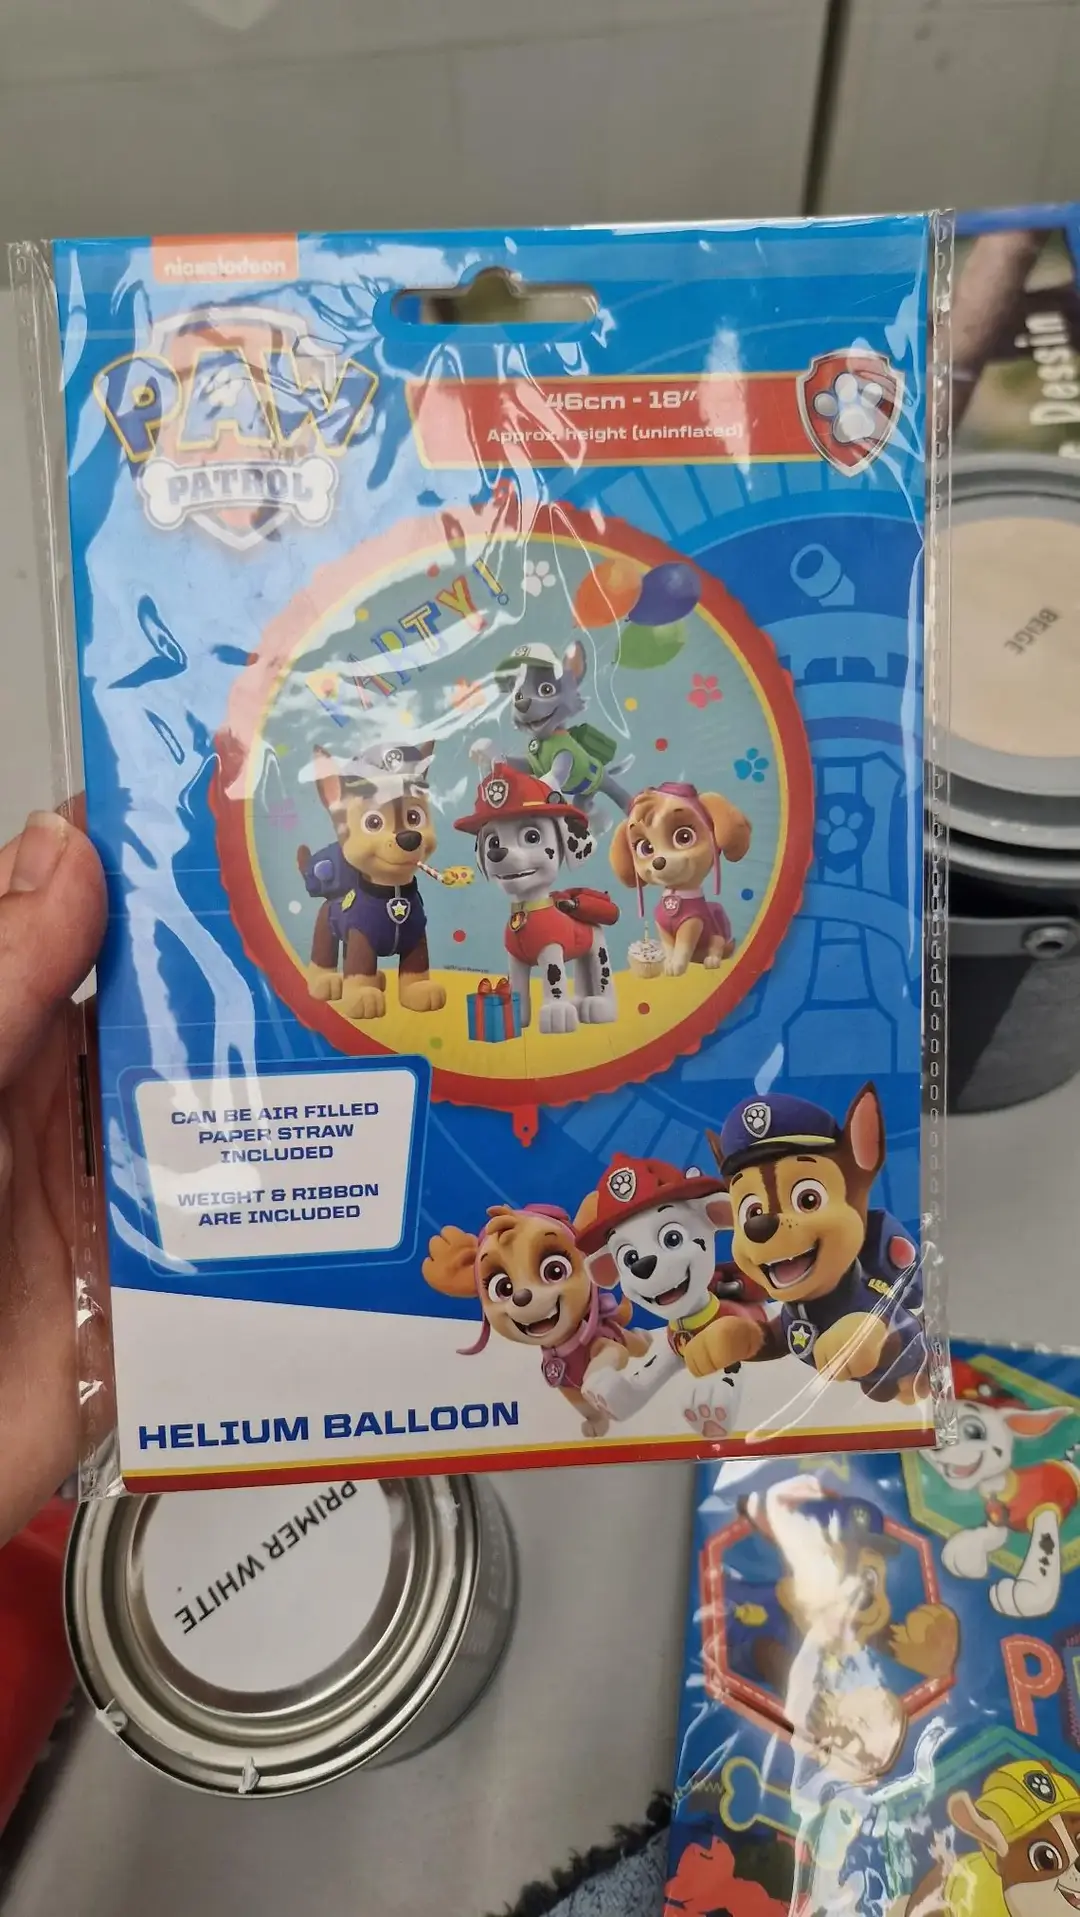 nickelodeon
PAW
PATROL
46cm - 18"
Approx. height (uninflated)
PARTY!
CAN BE AIR FILLED
PAPER STRAW
INCLUDED
WEIGHT & RIBBON
ARE INCLUDED
HELIUM BALLOON
Dessin
BEIGE
PRIMER WHITE
P